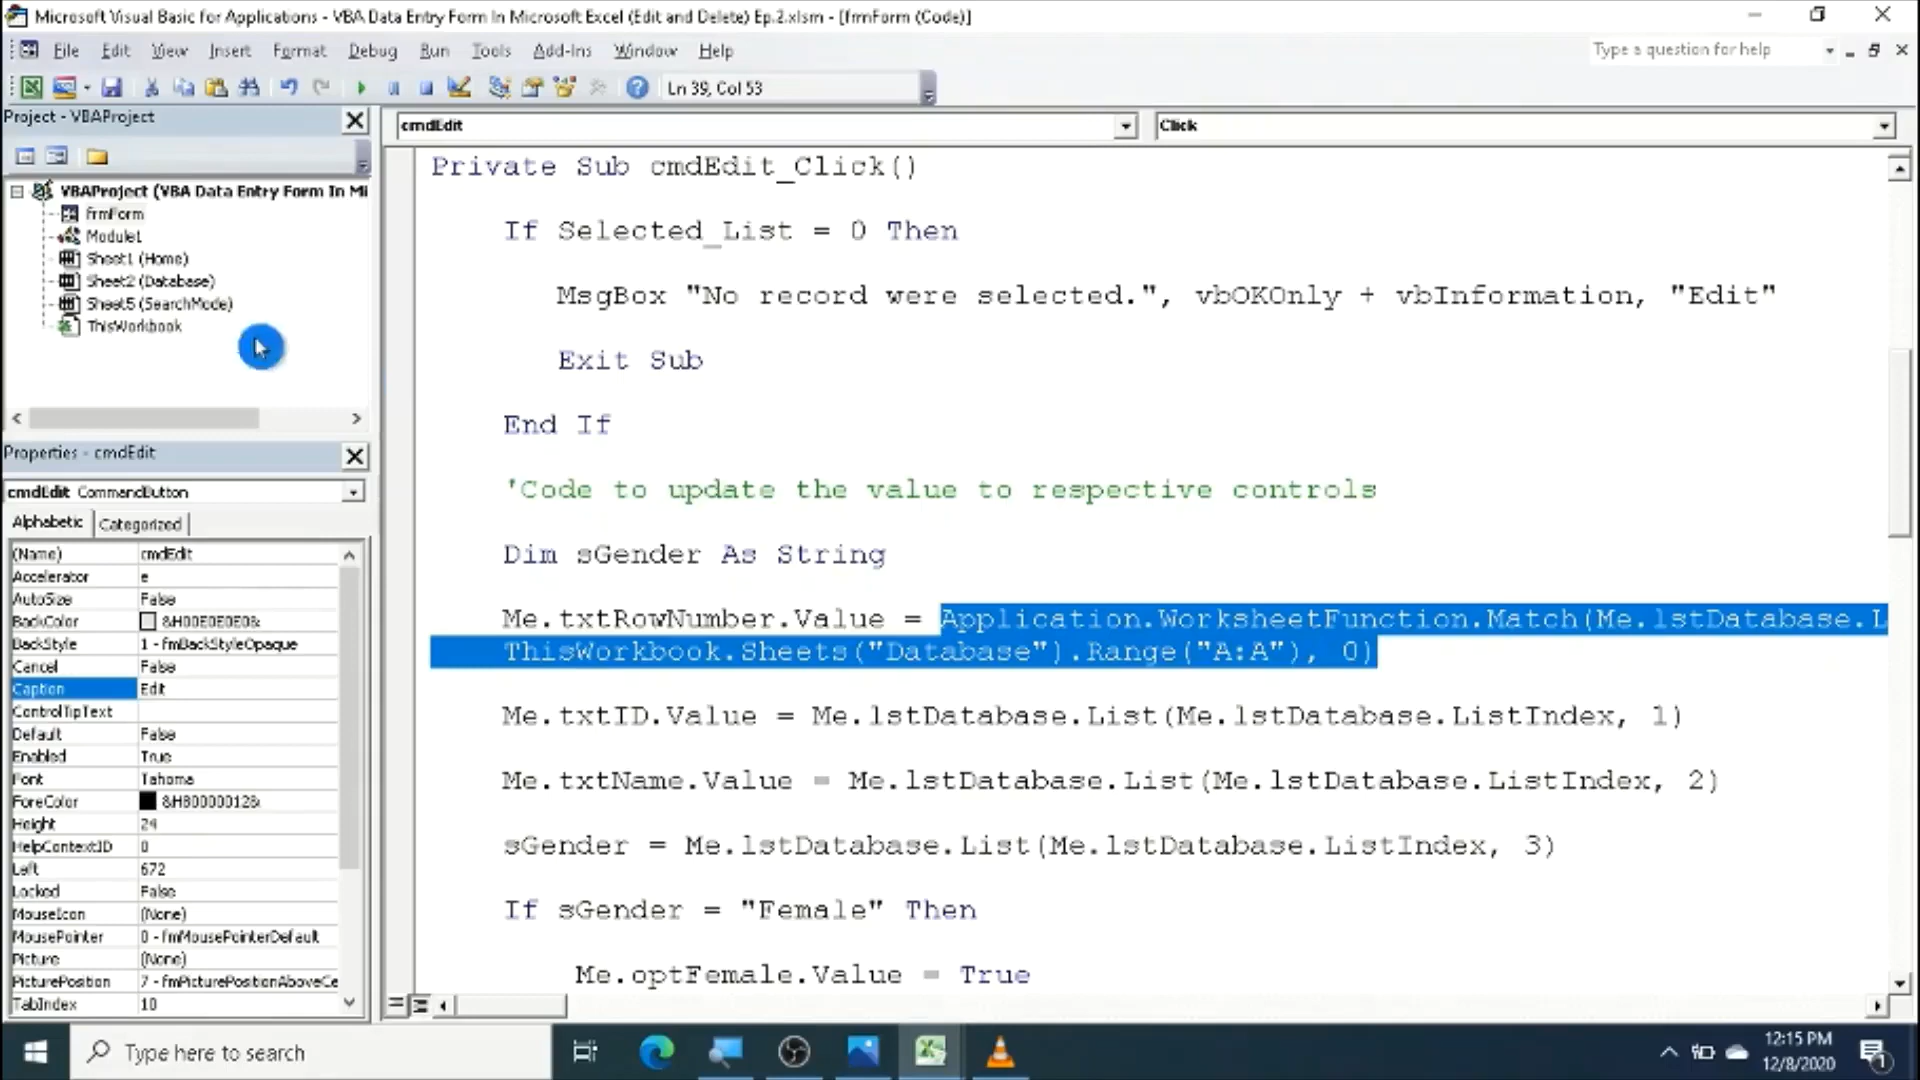 Microsoft Visual Basic for Applications - VBA Data Entry Form In Microsoft Excel (Edit and Delete) Ep.2.xlsm - [frmForm (Code)]
File Edit View Insert Format Debug Run Tools Add-Ins Window Help
Type a question for help
Ln 39, Col 53
Project - VBAProject
VBAProject (VBA Data Entry Form In Mi
frmForm
Module1
Sheet1 (Home)
Sheet2 (Database)
Sheet5 (SearchMode)
ThisWorkbook
Properties - cmdEdit
cmdEdit CommandButton
Alphabetic Categorized
(Name) cmdEdit
Accelerator e
AutoSize False
BackColor &H00E0E0E0&
BackStyle 1 - fmBackStyleOpaque
Cancel False
Caption Edit
ControlTipText
Default False
Enabled True
Font Tahoma
ForeColor &H80000012&
Height 24
HelpContextID 0
Left 672
Locked False
MouseIcon (None)
MousePointer 0 - fmMousePointerDefault
Picture (None)
PicturePosition 7 - fmPicturePositionAboveCe
TabIndex 10
cmdEdit Click
Private Sub cmdEdit_Click()
If Selected_List = 0 Then
MsgBox "No record were selected.", vbOKOnly + vbInformation, "Edit"
Exit Sub
End If
'Code to update the value to respective controls
Dim sGender As String
Me.txtRowNumber.Value = Application.WorksheetFunction.Match(Me.lstDatabase.L
ThisWorkbook.Sheets("Database").Range("A:A"), 0)
Me.txtID.Value = Me.lstDatabase.List(Me.lstDatabase.ListIndex, 1)
Me.txtName.Value = Me.lstDatabase.List(Me.lstDatabase.ListIndex, 2)
sGender = Me.lstDatabase.List(Me.lstDatabase.ListIndex, 3)
If sGender = "Female" Then
Me.optFemale.Value = True
Type here to search
12:15 PM
12/8/2020
1